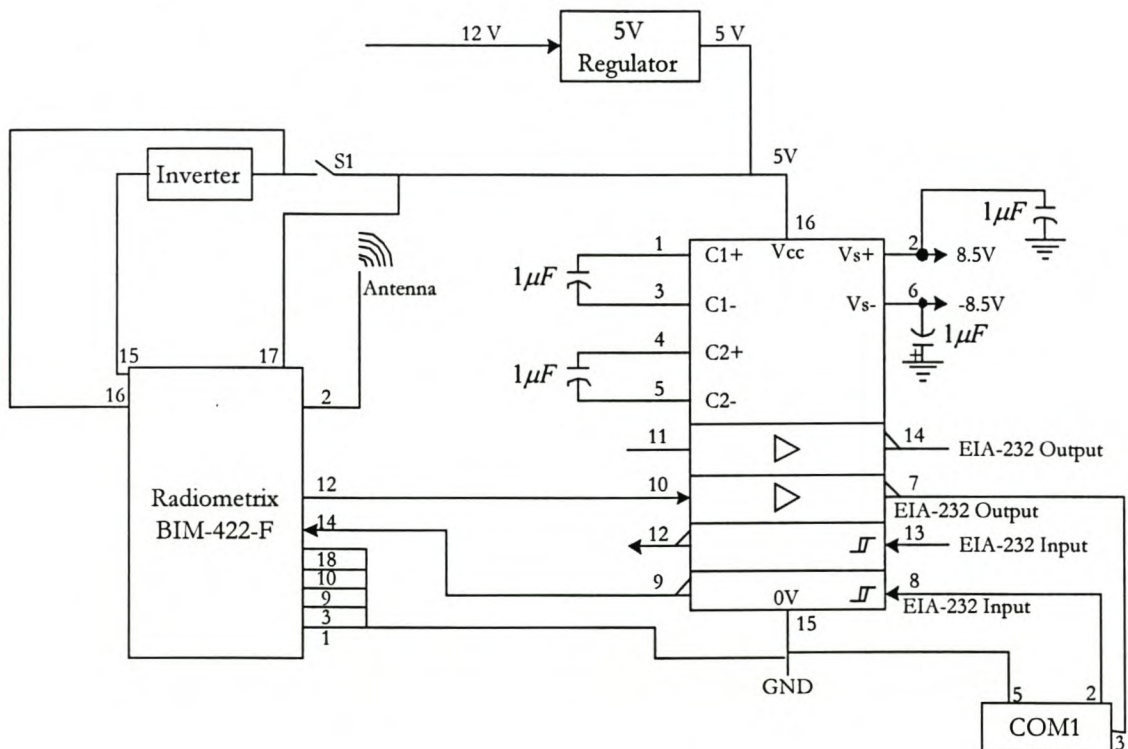 12 V
5V
Regulator
5 V
Inverter
S1
5V
Antenna
16
1μF
1
C1+
Vcc
Vs+
2
8.5V
1μF
3
C1-
Vs-
6
-8.5V
1μF
4
C2+
1μF
5
C2-
15
17
16
2
11
14
EIA-232 Output
Radiometrix
BIM-422-F
12
10
7
EIA-232 Output
14
12
13
EIA-232 Input
18
10
9
3
1
9
0V
8
EIA-232 Input
15
GND
5
2
COM1
3